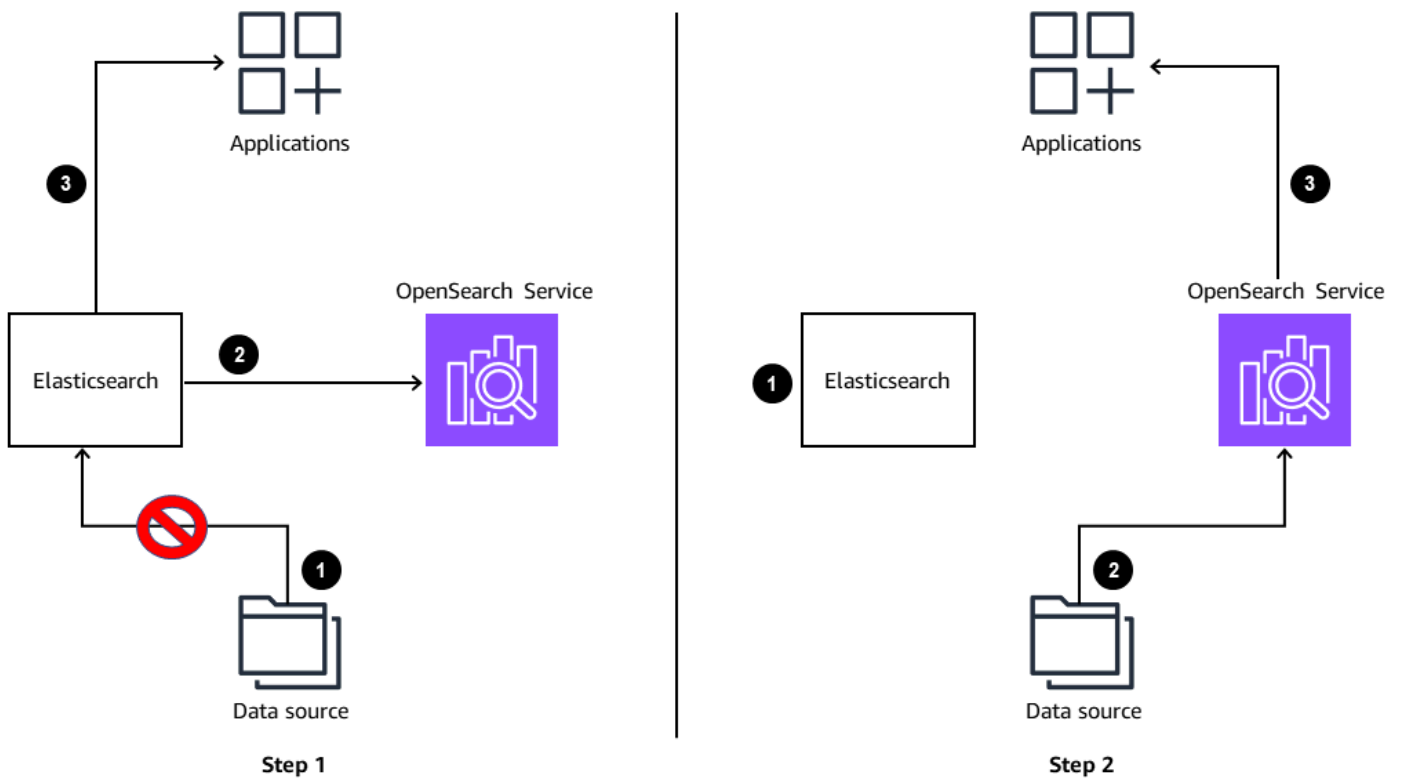 Applications
3
OpenSearch Service
2
Elasticsearch
1
Data source
Step 1
Applications
3
OpenSearch Service
1
Elasticsearch
2
Data source
Step 2